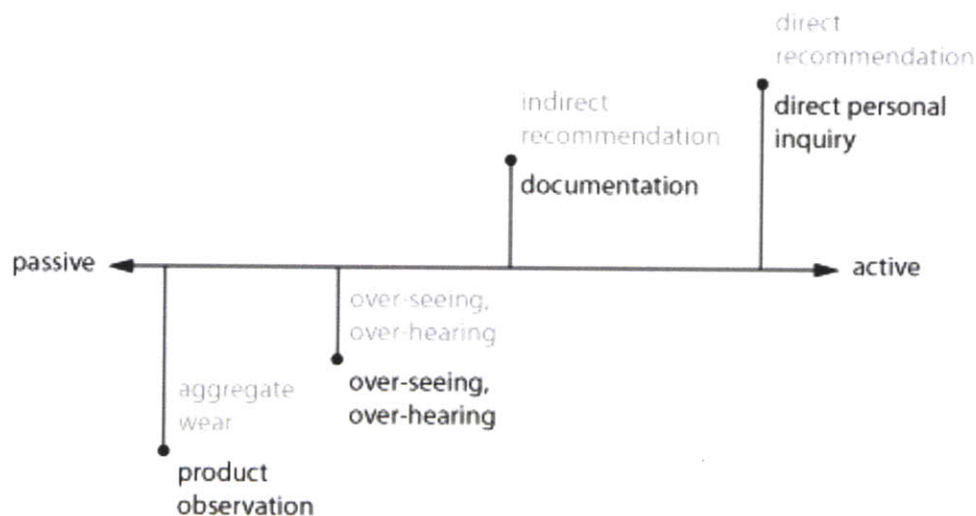 direct
recommendation
direct personal
inquiry
indirect
recommendation
documentation
passive
active
over-seeing,
over-hearing
over-seeing,
over-hearing
aggregate
wear
product
observation